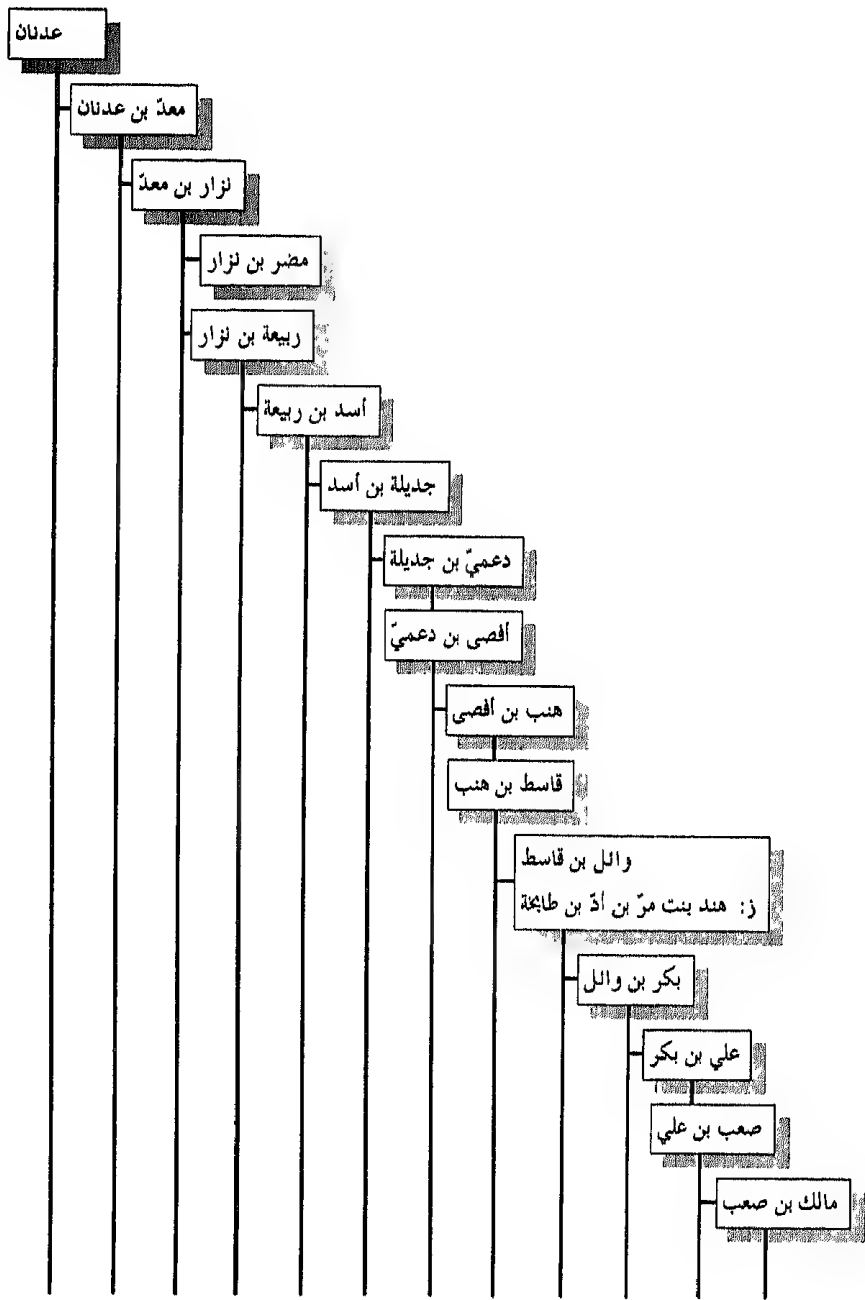 عدنان
معدّ بن عدنان
نزار بن معدّ
مضر بن نزار
ربيعة بن نزار
أسد بن ربيعة
جديلة بن أسد
دعميّ بن جديلة
أفصى بن دعميّ
هنب بن أفصى
قاسط بن هنب
وائل بن قاسط
ز: هند بنت مرّ بن أدّ بن طابخة
بكر بن وائل
علي بن بكر
صعب بن علي
مالك بن صعب